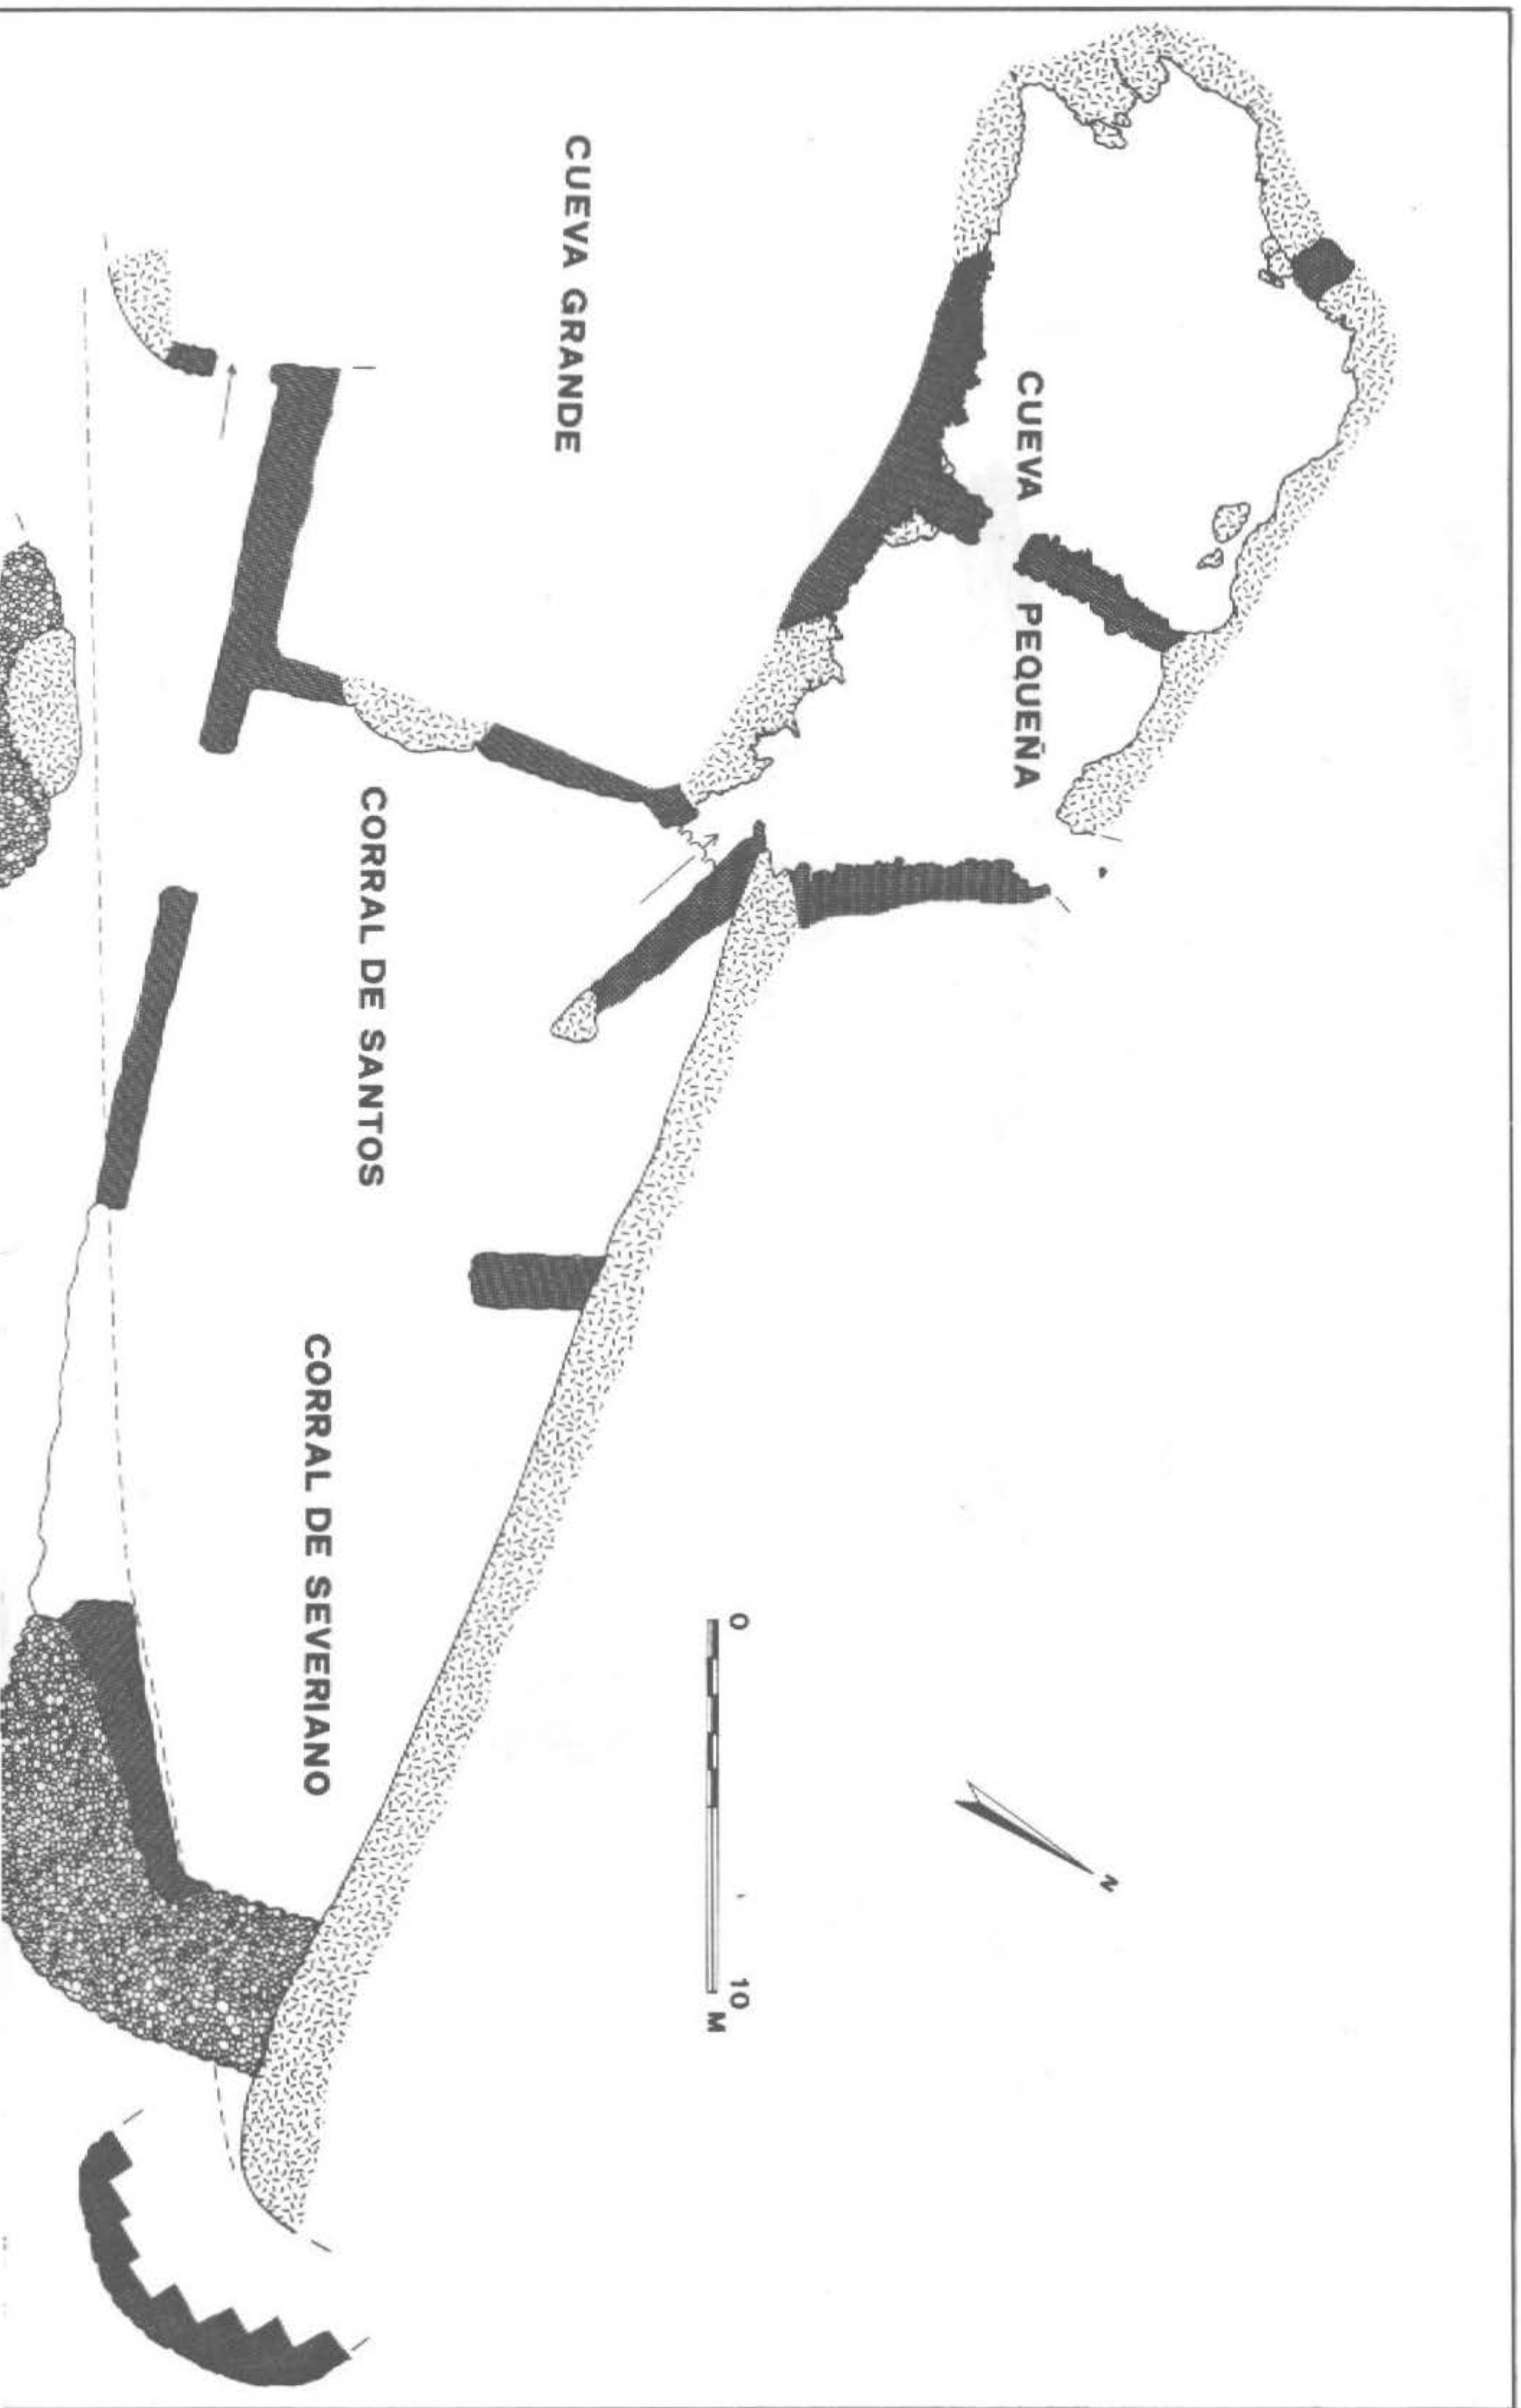 CUEVA PEQUEÑA
CUEVA GRANDE
CORRAL DE SANTOS
CORRAL DE SEVERIANO
0 10 M
N